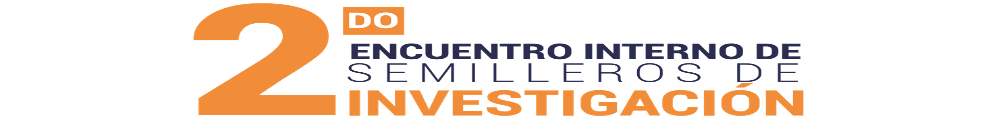 2DO
ENCUENTRO INTERNO DE
SEMILLEROS DE
INVESTIGACIÓN